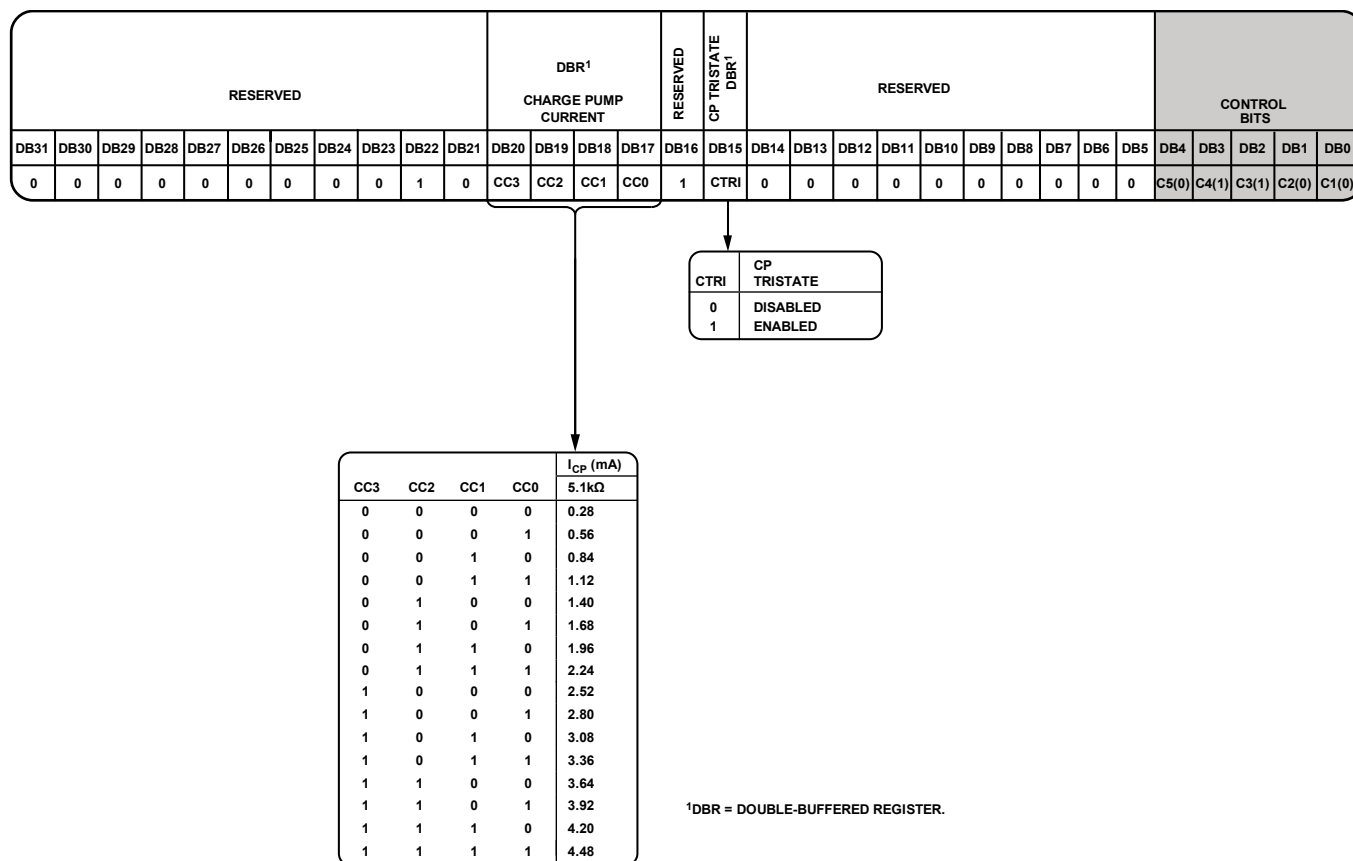 RESERVED
DBR¹
CHARGE PUMP
CURRENT
RESERVED
CP TRISTATE
DBR¹
RESERVED
CONTROL
BITS
DB31 DB30 DB29 DB28 DB27 DB26 DB25 DB24 DB23 DB22 DB21 DB20 DB19 DB18 DB17 DB16 DB15 DB14 DB13 DB12 DB11 DB10 DB9 DB8 DB7 DB6 DB5 DB4 DB3 DB2 DB1 DB0
0 0 0 0 0 0 0 0 0 1 0 CC3 CC2 CC1 CC0 1 CTRI 0 0 0 0 0 0 0 0 0 0 C5(0) C4(1) C3(1) C2(0) C1(0)
CP
CTRI TRISTATE
0 DISABLED
1 ENABLED
I_CP (mA)
CC3 CC2 CC1 CC0 5.1kΩ
0 0 0 0 0.28
0 0 0 1 0.56
0 0 1 0 0.84
0 0 1 1 1.12
0 1 0 0 1.40
0 1 0 1 1.68
0 1 1 0 1.96
0 1 1 1 2.24
1 0 0 0 2.52
1 0 0 1 2.80
1 0 1 0 3.08
1 0 1 1 3.36
1 1 0 0 3.64
1 1 0 1 3.92
1 1 1 0 4.20
1 1 1 1 4.48
¹DBR = DOUBLE-BUFFERED REGISTER.